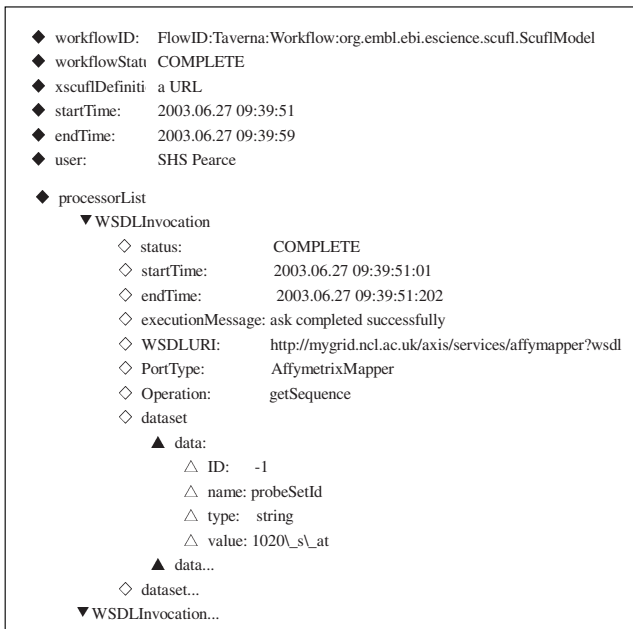 ◆ workflowID: FlowID:Taverna:Workflow:org.embl.ebi.escience.scufl.ScuflModel
◆ workflowStatu COMPLETE
◆ xscuflDefinitio a URL
◆ startTime: 2003.06.27 09:39:51
◆ endTime: 2003.06.27 09:39:59
◆ user: SHS Pearce
◆ processorList
▼ WSDLInvocation
◇ status: COMPLETE
◇ startTime: 2003.06.27 09:39:51:01
◇ endTime: 2003.06.27 09:39:51:202
◇ executionMessage: ask completed successfully
◇ WSDLURI: http://mygrid.ncl.ac.uk/axis/services/affymapper?wsdl
◇ PortType: AffymetrixMapper
◇ Operation: getSequence
◇ dataset
▲ data:
△ ID: -1
△ name: probeSetId
△ type: string
△ value: 1020\_s\_at
▲ data...
◇ dataset...
▼ WSDLInvocation...